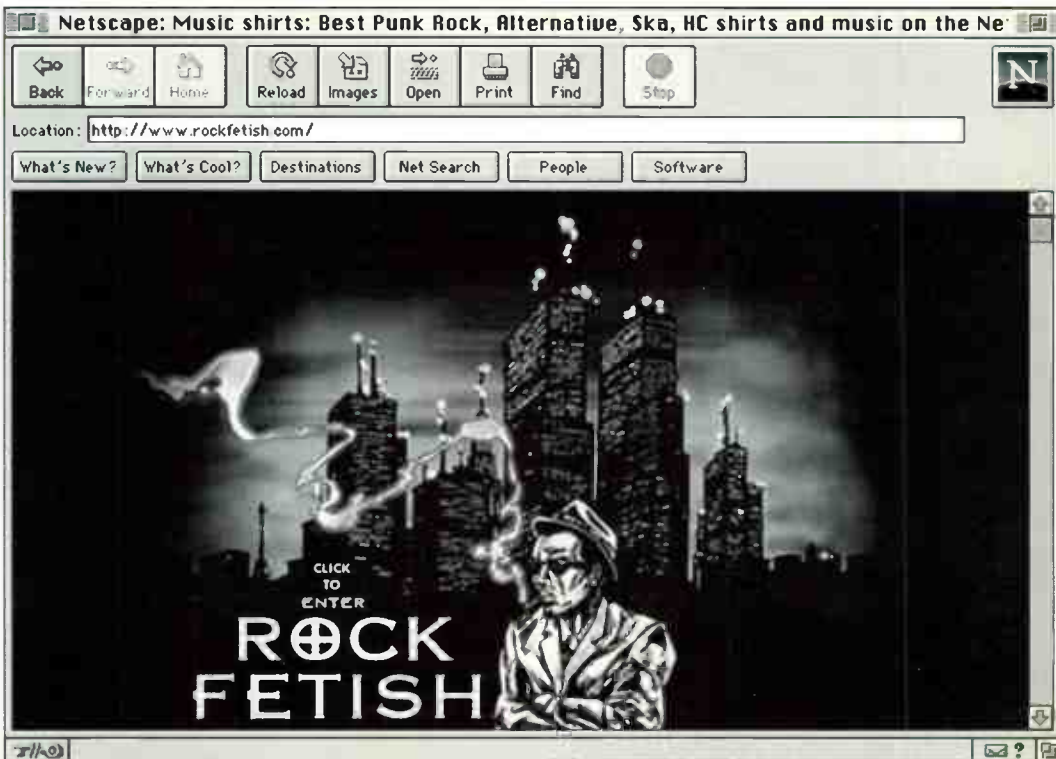 Netscape: Music shirts: Best Punk Rock, Alternative, Ska, HC shirts and music on the Ne
Back Forward Home Reload Images Open Print Find Stop
N
Location: http://www.rockfetish.com/
What's New? What's Cool? Destinations Net Search People Software
CLICK
TO
ENTER
ROCK
FETISH
?